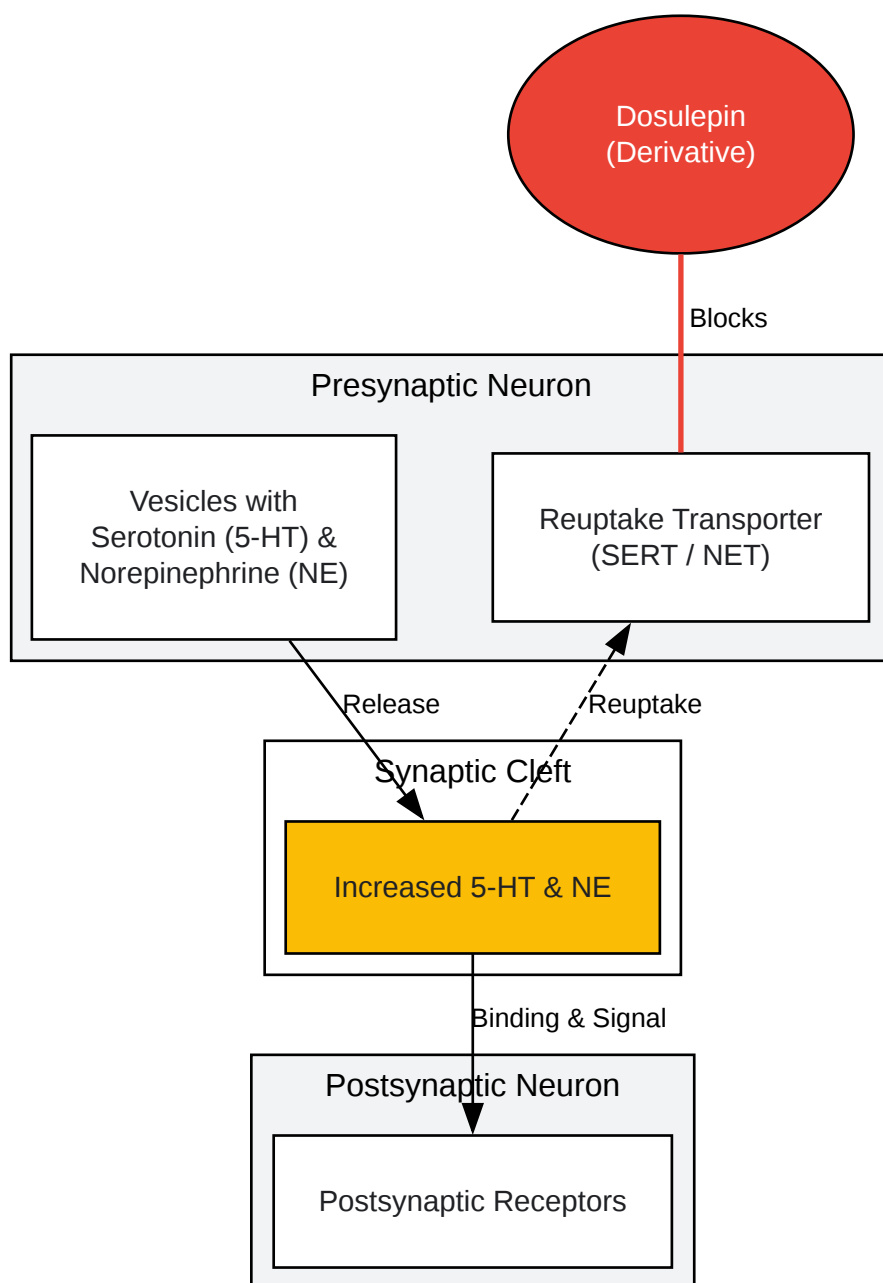 Dosulepin
(Derivative)
Blocks
Presynaptic Neuron
Vesicles with
Serotonin (5-HT) &
Norepinephrine (NE)
Reuptake Transporter
(SERT / NET)
Release
Reuptake
Synaptic Cleft
Increased 5-HT & NE
Binding & Signal
Postsynaptic Neuron
Postsynaptic Receptors